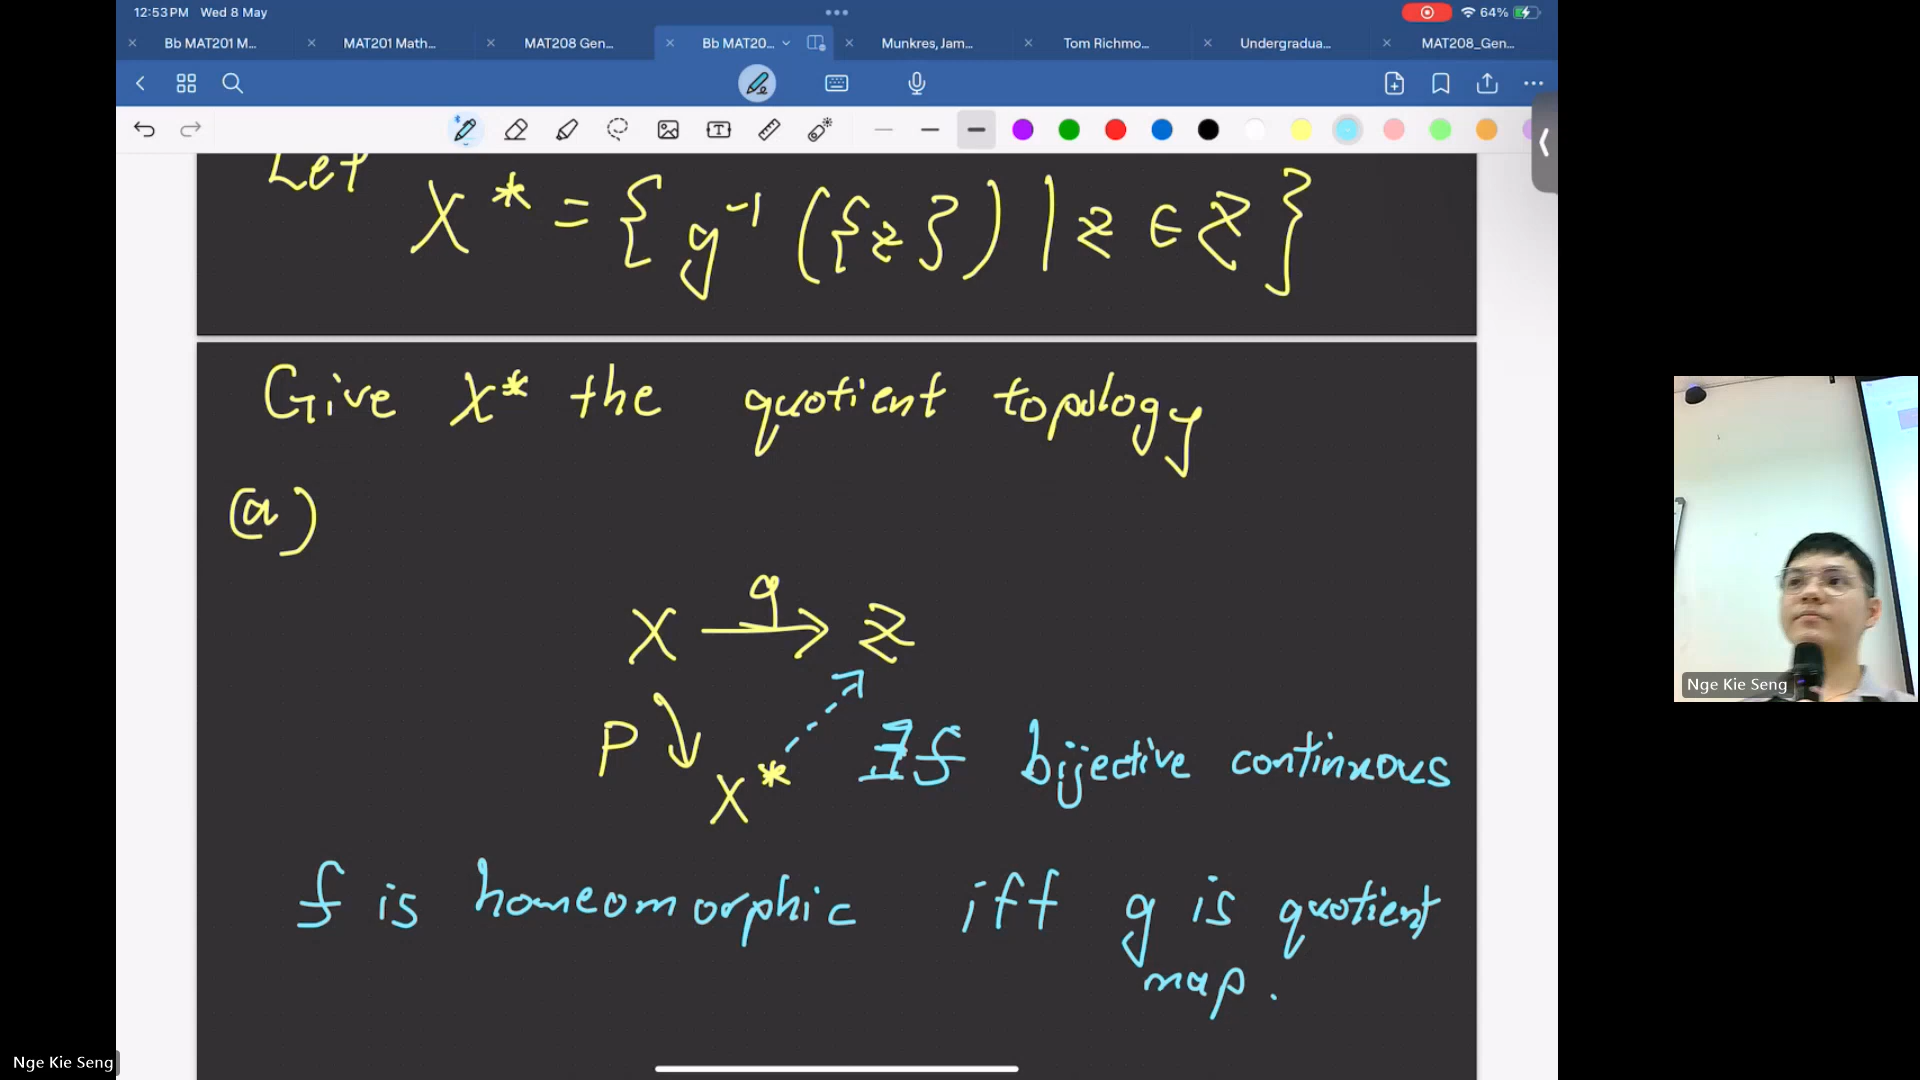 12:53 PM Wed 8 May
64%
Bb MAT201 M...
MAT201 Math...
MAT208 Gen...
Bb MAT20...
Munkres, Jam...
Tom Richmo...
Undergradua...
MAT208_Gen...
Let
X* = { g⁻¹ ({z}) | z ∈ Z }
Give X* the quotient topology
(a)
X → Z
g
P
X*
∃f bijective continuous
f is homeomorphic iff g is quotient
map.
Nge Kie Seng
Nge Kie Seng